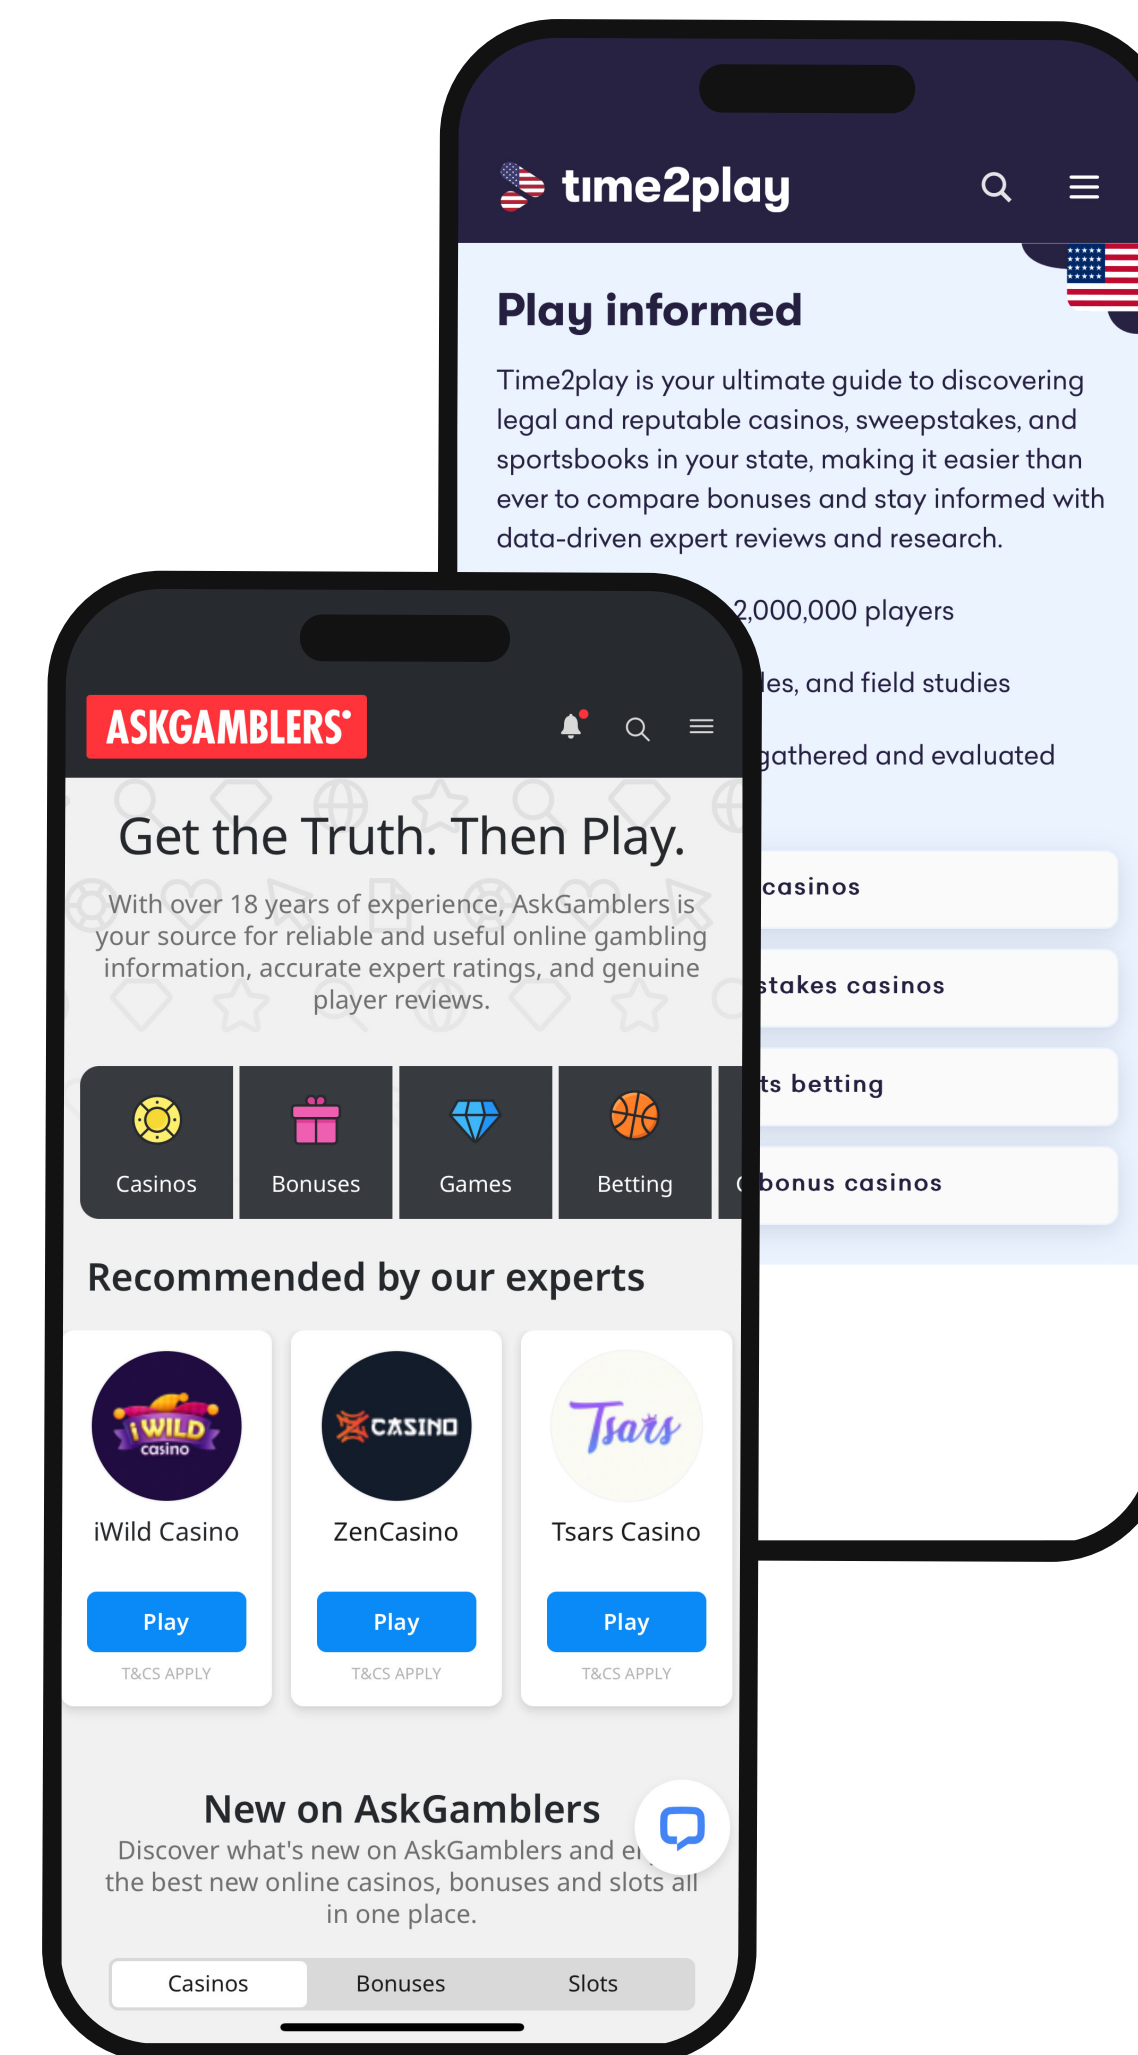 time2play
Play informed
Time2play is your ultimate guide to discovering
legal and reputable casinos, sweepstakes, and
sportsbooks in your state, making it easier than
ever to compare bonuses and stay informed with
data-driven expert reviews and research.
2,000,000 players
les, and field studies
gathered and evaluated
casinos
stakes casinos
ts betting
bonus casinos
ASKGAMBLERS
Get the Truth. Then Play.
With over 18 years of experience, AskGamblers is
your source for reliable and useful online gambling
information, accurate expert ratings, and genuine
player reviews.
Casinos Bonuses Games Betting
Recommended by our experts
iWILD casino
CASINO
Tsars
iWild Casino ZenCasino Tsars Casino
Play Play Play
T&CS APPLY T&CS APPLY T&CS APPLY
New on AskGamblers
Discover what's new on AskGamblers and
the best new online casinos, bonuses and slots all
in one place.
Casinos Bonuses Slots